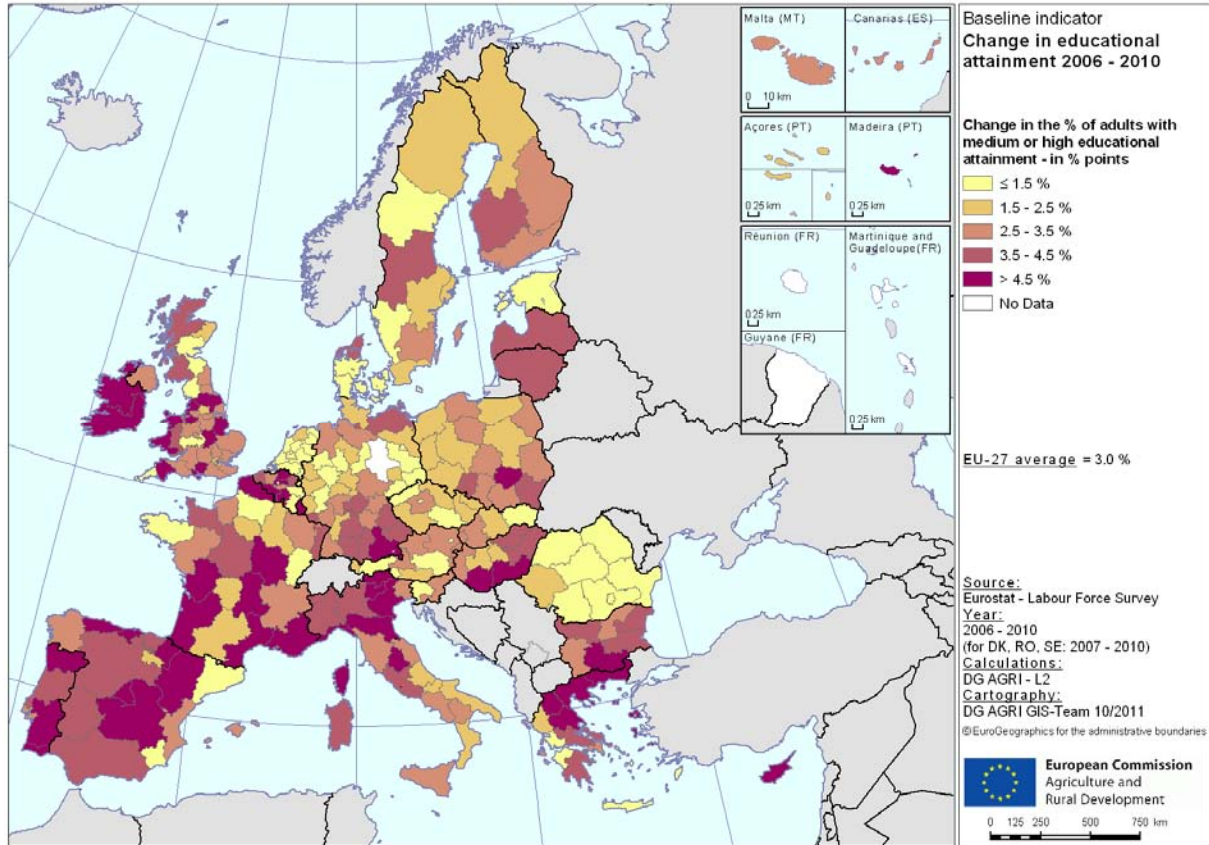 Malta (MT)
0 10 km
Canarias (ES)
Açores (PT)
0 25 km
Madeira (PT)
0 25 km
Réunion (FR)
0 25 km
Martinique and
Guadeloupe(FR)
Guyane (FR)
0 25 km
Baseline indicator
Change in educational
attainment 2006 - 2010
Change in the % of adults with
medium or high educational
attainment - in % points
≤ 1.5 %
1.5 - 2.5 %
2.5 - 3.5 %
3.5 - 4.5 %
> 4.5 %
No Data
EU-27 average = 3.0 %
Source:
Eurostat - Labour Force Survey
Year:
2006 - 2010
(for DK, RO, SE: 2007 - 2010)
Calculations:
DG AGRI - L2
Cartography:
DG AGRI GIS-Team 10/2011
©EuroGeographics for the administrative boundaries
European Commission
Agriculture and
Rural Development
0 125 250 500 750
km